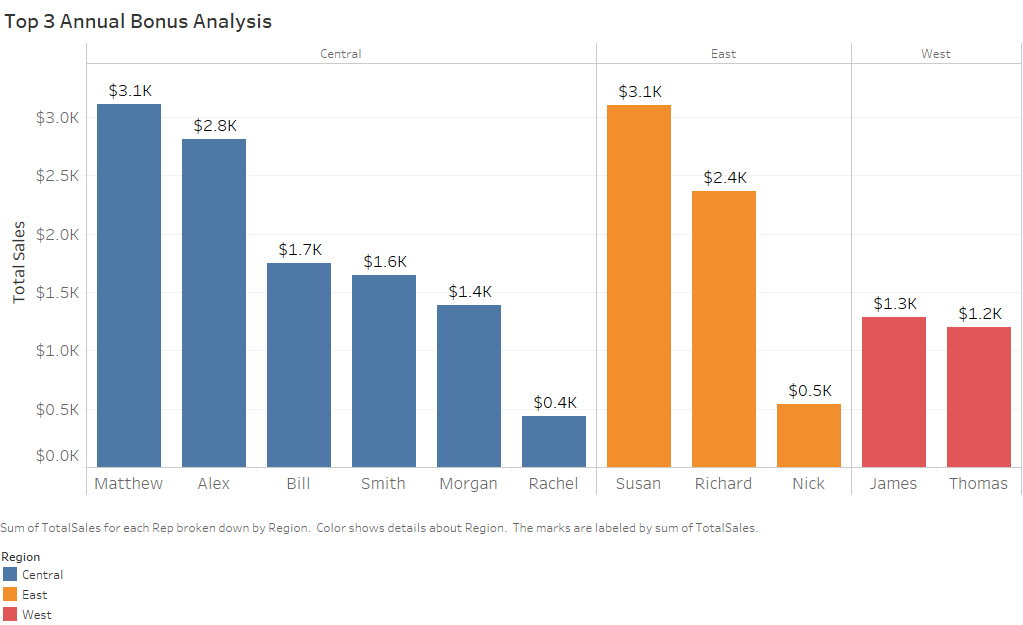 Top 3 Annual Bonus Analysis
Central East West
$3.1K $2.8K $1.7K $1.6K $1.4K $0.4K $3.1K $2.4K $0.5K $1.3K $1.2K
Total Sales
$3.0K
$2.5K
$2.0K
$1.5K
$1.0K
$0.5K
$0.0K
Matthew Alex Bill Smith Morgan Rachel Susan Richard Nick James Thomas
Sum of TotalSales for each Rep broken down by Region. Color shows details about Region. The marks are labeled by sum of TotalSales.
Region
Central
East
West